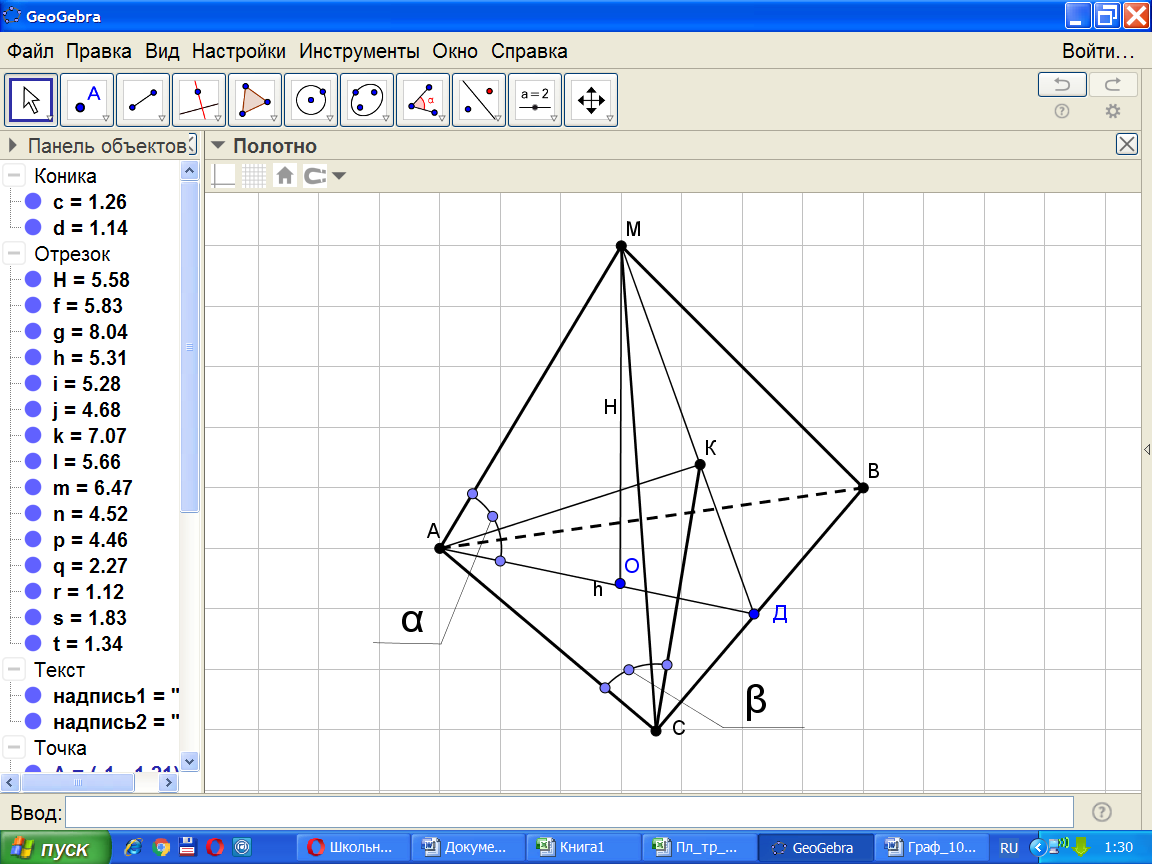 GeoGebra
Файл Правка Вид Настройки Инструменты Окно Справка Войти...
A α a=2
Панель объектов Полотно
Коника
c = 1.26
d = 1.14
Отрезок
H = 5.58
f = 5.83
g = 8.04
h = 5.31
i = 5.28
j = 4.68
k = 7.07
l = 5.66
m = 6.47
n = 4.52
p = 4.46
q = 2.27
r = 1.12
s = 1.83
t = 1.34
Текст
надпись1 = "
надпись2 = "
Точка
М
Н
К
В
А
О
h
Д
α
β
С
Ввод:
пуск Школьн... Докуме... Книга1 Пл_тр_... GeoGebra Граф_10... RU 1:30